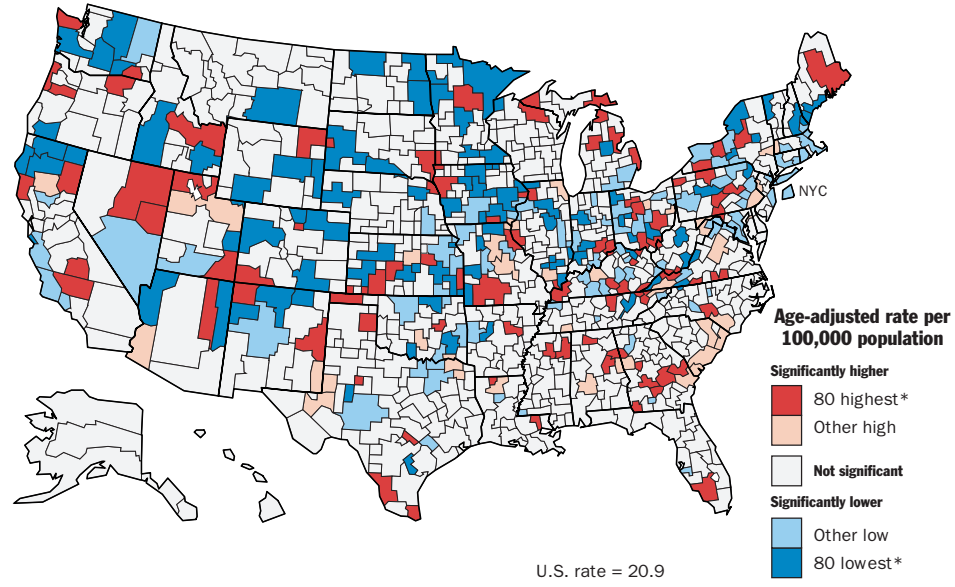 NYC
Age-adjusted rate per
100,000 population
Significantly higher
80 highest*
Other high
Not significant
Significantly lower
Other low
80 lowest*
U.S. rate = 20.9